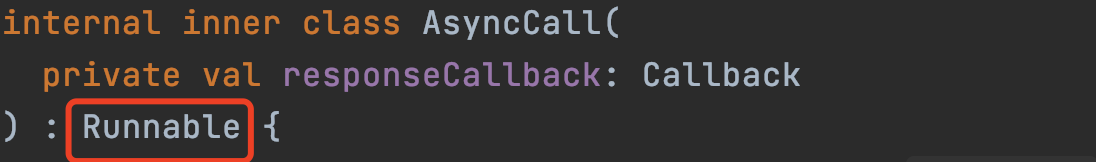 internal inner class AsyncCall(
private val responseCallback: Callback
) : Runnable {